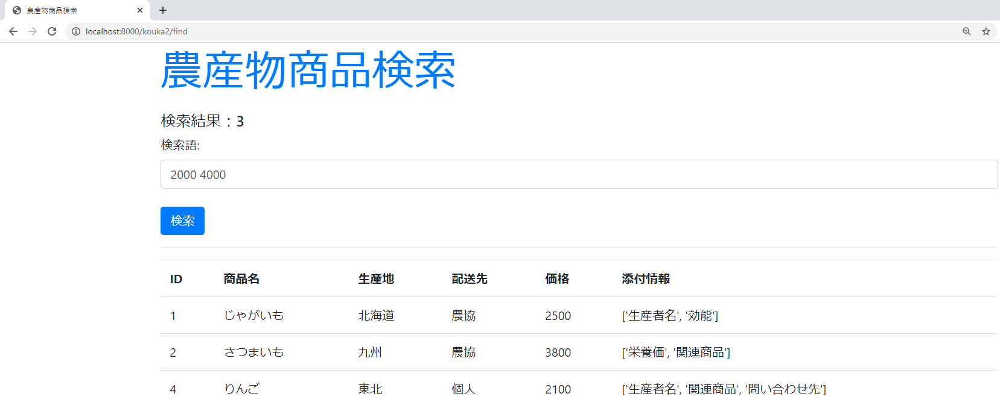 農産物商品検索
localhost:8000/kouka2/find
農産物商品検索
検索結果：3
検索語:
2000 4000
検索
ID 商品名 生産地 配送先 価格 添付情報
1 じゃがいも 北海道 農協 2500 ['生産者名', '効能']
2 さつまいも 九州 農協 3800 ['栄養価', '関連商品']
4 りんご 東北 個人 2100 ['生産者名', '関連商品', '問い合わせ先']